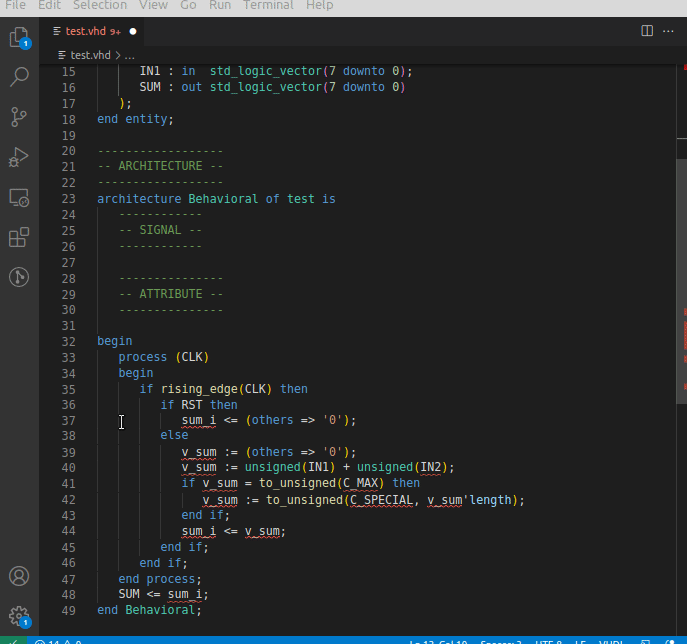 File Edit Selection View Go Run Terminal Help
test.vhd 9+
test.vhd > ...
15 IN1 : in std_logic_vector(7 downto 0);
16 SUM : out std_logic_vector(7 downto 0)
17 );
18 end entity;
19
20 ------------------
21 -- ARCHITECTURE --
22 ------------------
23 architecture Behavioral of test is
24 ------------
25 -- SIGNAL --
26 ------------
27
28 ---------------
29 -- ATTRIBUTE --
30 ---------------
31
32 begin
33 process (CLK)
34 begin
35 if rising_edge(CLK) then
36 if RST then
37 sum_i <= (others => '0');
38 else
39 v_sum := (others => '0');
40 v_sum := unsigned(IN1) + unsigned(IN2);
41 if v_sum = to_unsigned(C_MAX) then
42 v_sum := to_unsigned(C_SPECIAL, v_sum'length);
43 end if;
44 sum_i <= v_sum;
45 end if;
46 end if;
47 end process;
48 SUM <= sum_i;
49 end Behavioral;
1
1